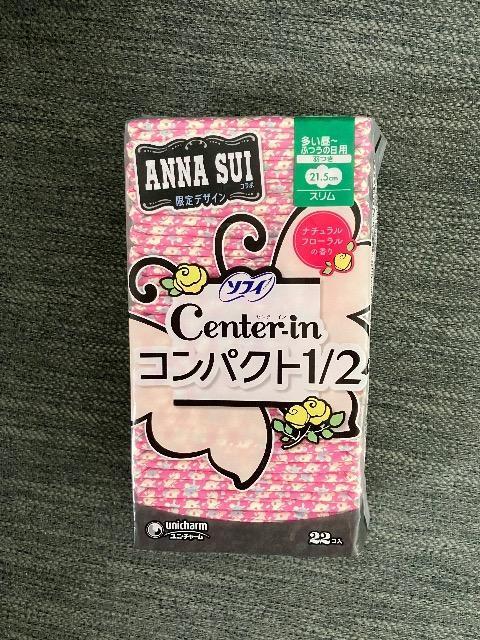 ANNA SUI
コラボ
限定デザイン
多い昼~
ふつうの日用
羽つき
21.5cm
スリム
ナチュラル
フローラル
の香り
ソフィ
センターイン
Center-in
コンパクト1/2
unicharm
ユニ・チャーム
22コ入